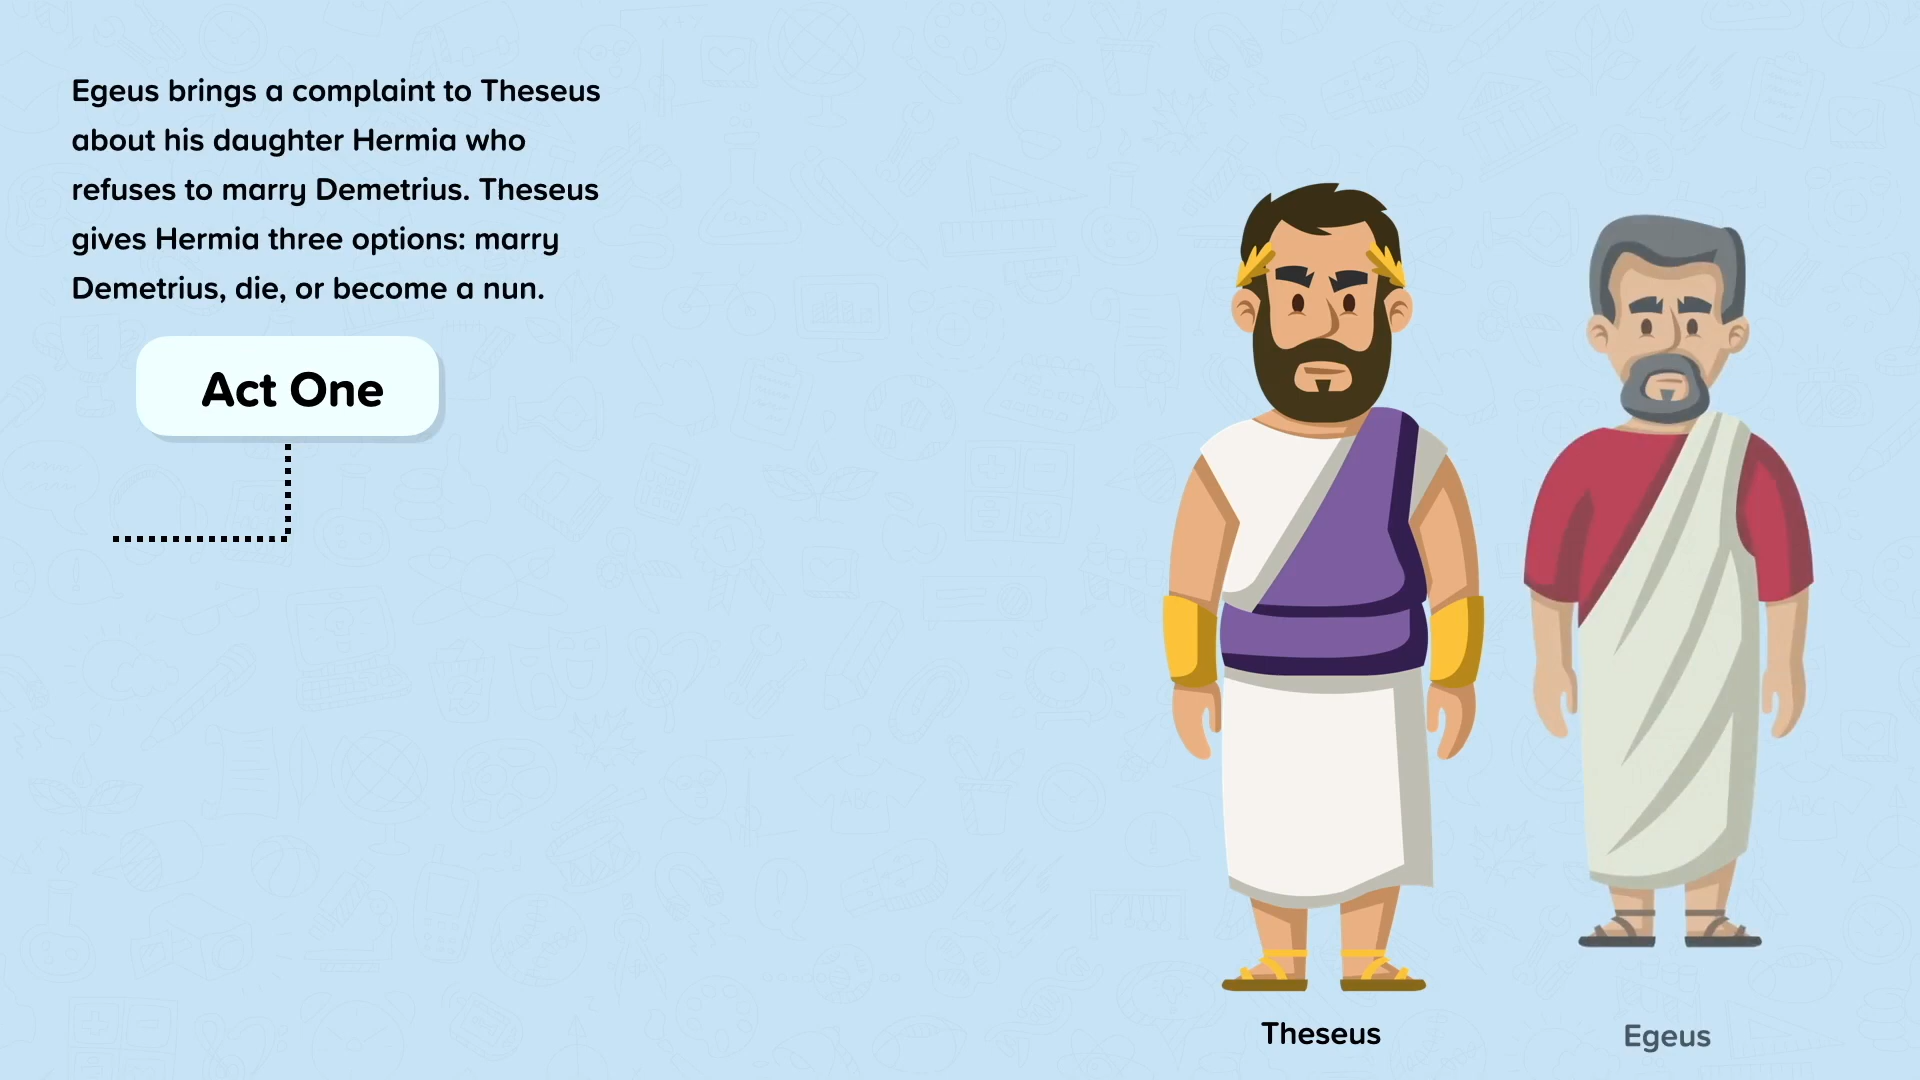 Egeus brings a complaint to Theseus
about his daughter Hermia who
refuses to marry Demetrius. Theseus
gives Hermia three options: marry
Demetrius, die, or become a nun.
Act One
Theseus
Egeus